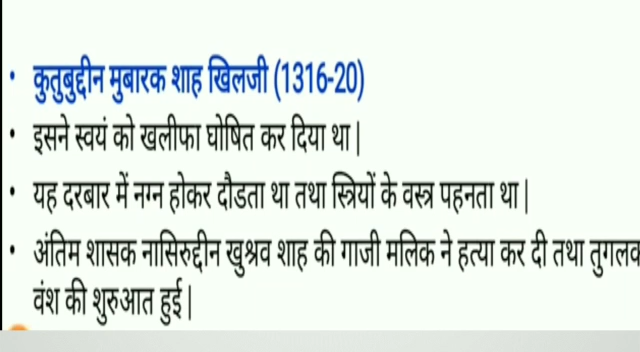 • कुतुबुद्दीन मुबारक शाह खिलजी (1316-20)
• इसने स्वयं को खलीफा घोषित कर दिया था |
• यह दरबार में नग्न होकर दौडता था तथा स्त्रियों के वस्त्र पहनता था |
• अंतिम शासक नासिरुद्दीन खुश्रव शाह की गाजी मलिक ने हत्या कर दी तथा तुगलक
वंश की शुरुआत हुई |